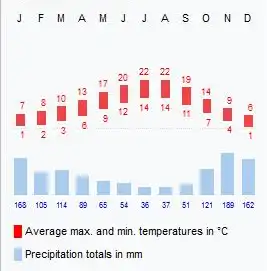 J F M A M J J A S O N D
7 8 10 13 17 20 22 22 19 14 9 6
1 2 3 6 9 12 14 14 11 7 4 1
168 105 114 89 65 54 36 37 51 121 189 162
Average max. and min. temperatures in °C
Precipitation totals in mm